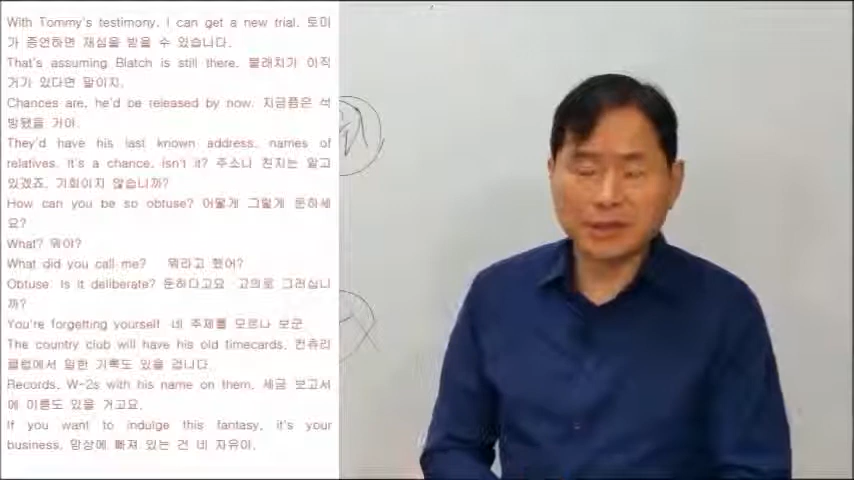 With Tommy's testimony, I can get a new trial. 토미
가 증언하면 재심을 받을 수 있습니다.
That's assuming Blatch is still there. 블래치가 아직
거가 있다면 말이지.
Chances are, he'd be released by now. 지금쯤은 석
방됐을 거야.
They'd have his last known address, names of
relatives. It's a chance, isn't it? 주소나 친지는 알고
있겠죠. 기회이지 않습니까?
How can you be so obtuse? 어떻게 그렇게 둔하세
요?
What? 뭐야?
What did you call me? 뭐라고 했어?
Obtuse. Is it deliberate? 둔하다고요. 고의로 그러십니
까?
You're forgetting yourself. 네 주제를 모르나 보군.
The country club will have his old timecards. 컨츄리
클럽에서 일한 기록도 있을 겁니다.
Records, W-2s with his name on them. 세금 보고서
에 이름도 있을 거고요.
If you want to indulge this fantasy, it's your
business. 망상에 빠져 있는 건 네 자유야.